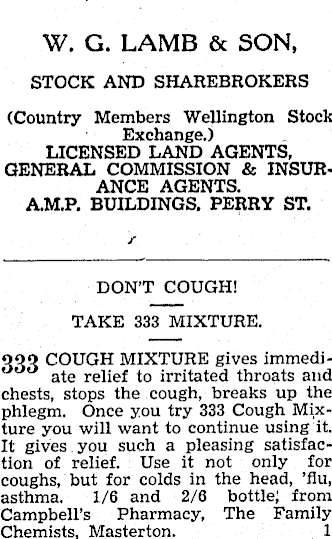 W. G. LAMB & SON,
STOCK AND SHAREBROKERS
(Country Members Wellington Stock
Exchange.)
LICENSED LAND AGENTS,
GENERAL COMMISSION & INSUR-
ANCE AGENTS.
A.M.P. BUILDINGS, PERRY ST.
DON'T COUGH!
TAKE 333 MIXTURE.
333 COUGH MIXTURE gives immedi-
ate relief to irritated throats and
chests, stops the cough, breaks up the
phlegm. Once you try 333 Cough Mix-
ture you will want to continue using it.
It gives you such a pleasing satisfac-
tion of relief. Use it not only for
coughs, but for colds in the head, 'flu,
asthma. 1/6 and 2/6 bottle; from
Campbell's Pharmacy, The Family
Chemists, Masterton. 1